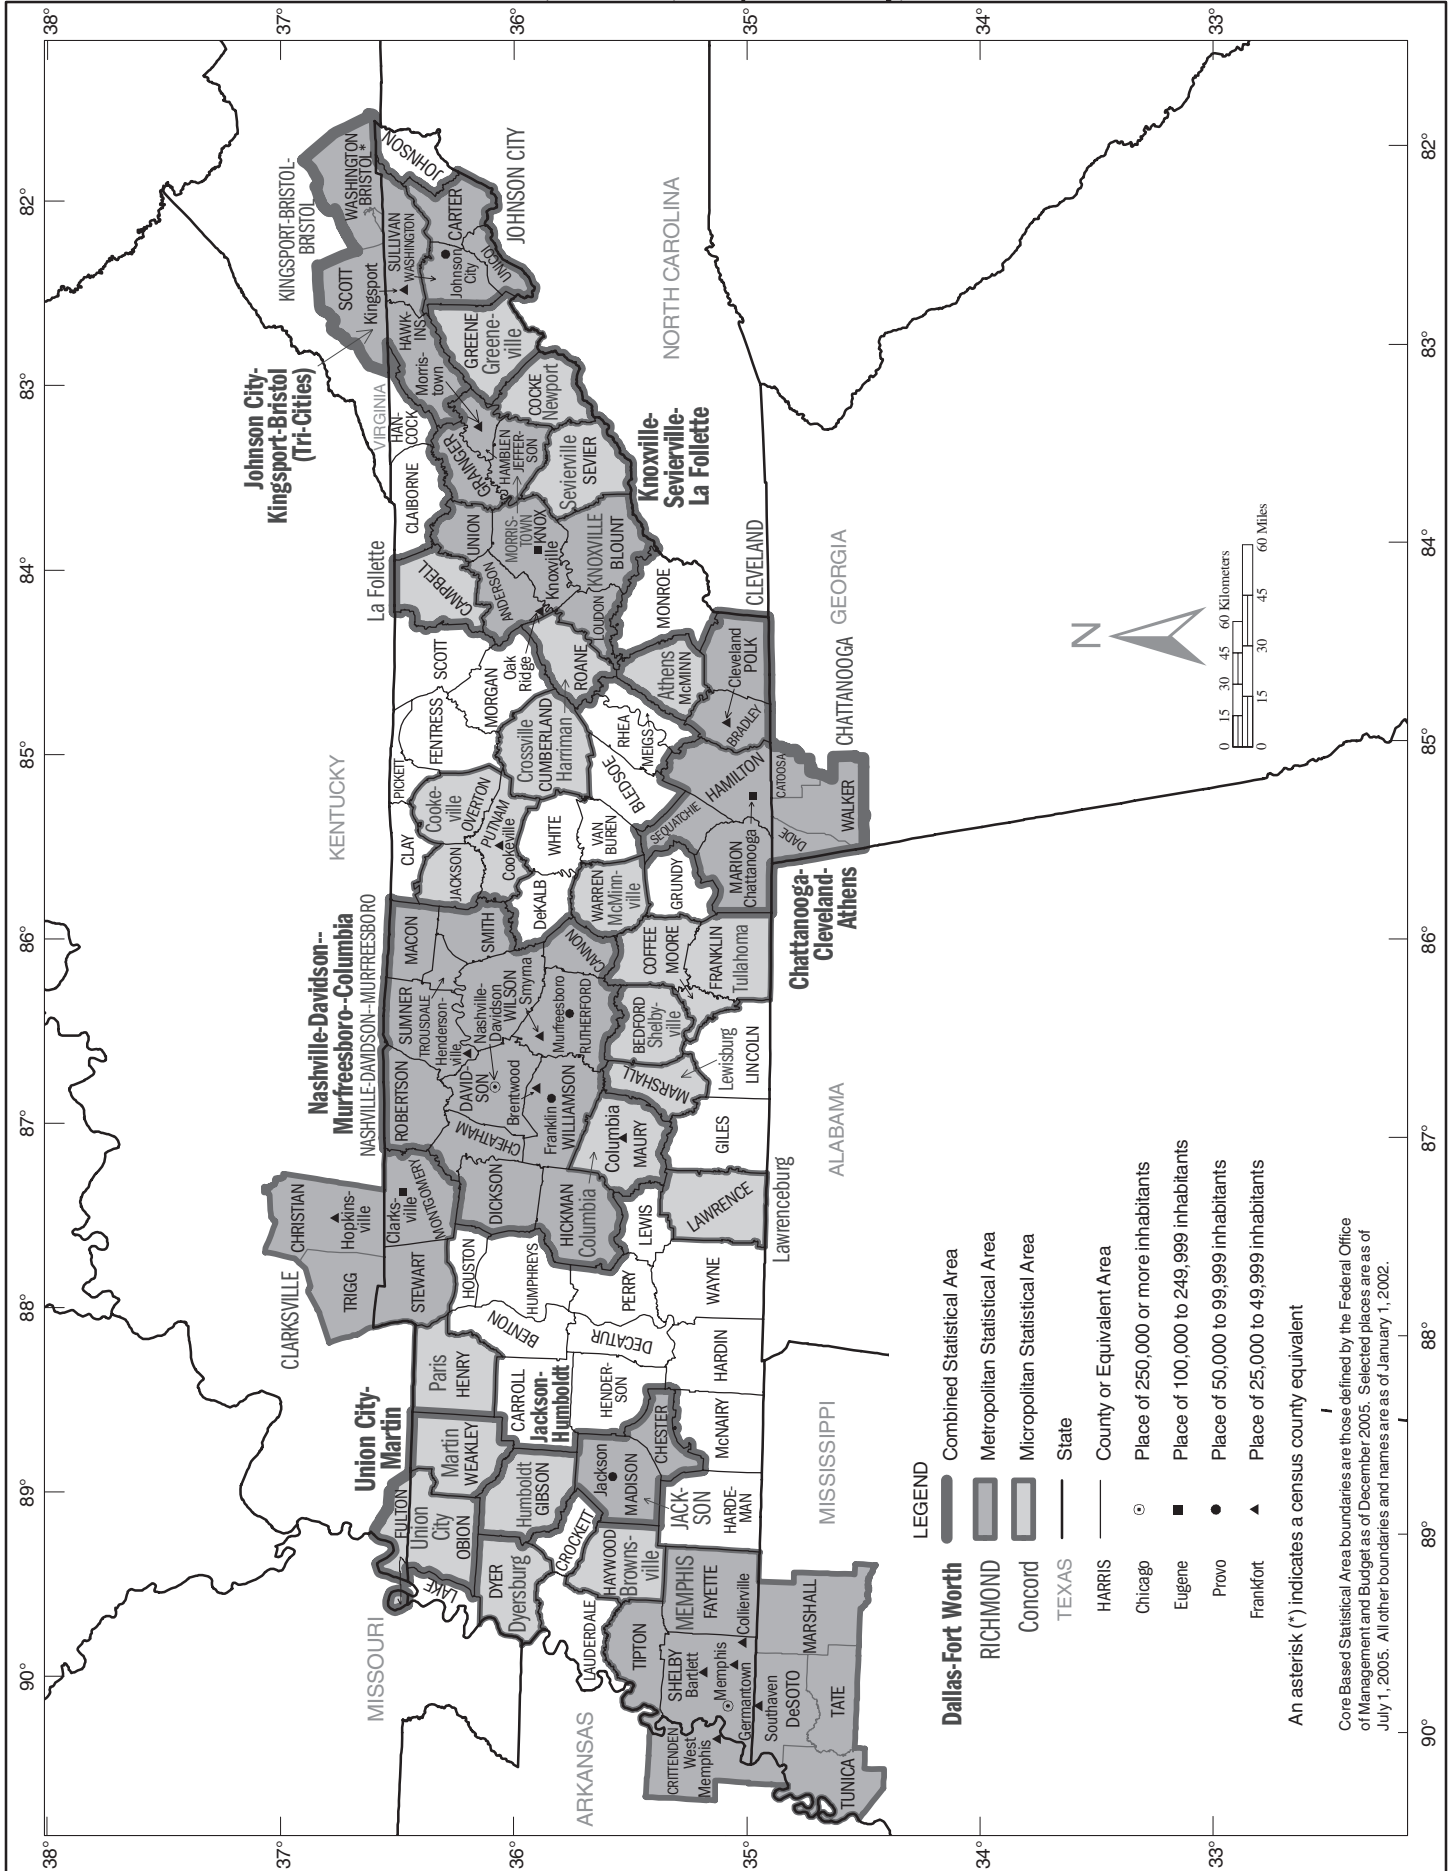 38°
37°
36°
35°
34°
33°
82°
83°
84°
85°
86°
87°
88°
89°
90°
38°
37°
36°
35°
34°
33°
82°
83°
84°
85°
86°
87°
88°
89°
90°
MISSOURI
ARKANSAS
KENTUCKY
VIRGINIA
NORTH CAROLINA
GEORGIA
ALABAMA
MISSISSIPPI
Union City-
Martin
Jackson-
Humboldt
Nashville-Davidson--
Murfreesboro--Columbia
NASHVILLE-DAVIDSON--MURFREESBORO
CLARKSVILLE
Johnson City-
Kingsport-Bristol
(Tri-Cities)
KINGSPORT-BRISTOL-
BRISTOL
JOHNSON CITY
Knoxville-
Sevierville-
La Follette
La Follette
Chattanooga-
Cleveland-
Athens
CHATTANOOGA
CLEVELAND
Lawrenceburg
CRITTENDEN
West
Memphis
TUNICA
TATE
DeSOTO
Southaven
MARSHALL
SHELBY
Bartlett
Memphis
Germantown
Collierville
MEMPHIS
FAYETTE
TIPTON
LAUDERDALE
HAYWOOD
Browns-
ville
CROCKETT
DYER
Dyersburg
LAKE
FULTON
Union
City
OBION
Martin
WEAKLEY
Humboldt
GIBSON
Jackson
MADISON
CHESTER
JACK-
SON
HARDE-
MAN
McNAIRY
HARDIN
HENDER-
SON
CARROLL
Paris
HENRY
BENTON
DECATUR
PERRY
WAYNE
HUMPHREYS
HOUSTON
STEWART
TRIGG
CHRISTIAN
Hopkins-
ville
Clarks-
ville
MONTGOMERY
DICKSON
HICKMAN
Columbia
LEWIS
LAWRENCE
GILES
Columbia
MAURY
MARSHALL
Lewisburg
LINCOLN
BEDFORD
Shelby-
ville
ROBERTSON
CHEATHAM
DAVID-
SON
Nashville-
Davidson
Brentwood
Franklin
WILLIAMSON
SUMNER
TROUSDALE
Henderson-
ville
WILSON
Smyrna
Murfreesboro
RUTHERFORD
MACON
SMITH
CANNON
COFFEE
MOORE
FRANKLIN
Tullahoma
DeKALB
WARREN
McMinn-
ville
GRUNDY
CLAY
JACKSON
Cooke-
ville
OVERTON
PUTNAM
Cookeville
PICKETT
FENTRESS
WHITE
VAN
BUREN
BLEDSOE
SEQUATCHIE
MARION
Chattanooga
HAMILTON
DADE
CATOOSA
WALKER
Crossville
CUMBERLAND
Harriman
RHEA
MEIGS
Athens
McMINN
BRADLEY
Cleveland
POLK
MONROE
ROANE
MORGAN
SCOTT
Oak
Ridge
CAMPBELL
ANDERSON
UNION
MORRIS-
TOWN
KNOX
Knoxville
KNOXVILLE
LOUDON
BLOUNT
CLAIBORNE
HAN-
COCK
GRAINGER
HAMBLEN
JEFFER-
SON
Sevierville
SEVIER
Morris-
town
COCKE
Newport
GREENE
Greene-
ville
HAWK-
INS
Kingsport
SCOTT
SULLIVAN
WASHINGTON
Johnson
City
UNICOI
CARTER
JOHNSON
WASHINGTON
BRISTOL*
N
0 15 30 45 60 Kilometers
0 15 30 45 60 Miles
LEGEND
Dallas-Fort Worth Combined Statistical Area
RICHMOND Metropolitan Statistical Area
Concord Micropolitan Statistical Area
TEXAS State
HARRIS County or Equivalent Area
Chicago Place of 250,000 or more inhabitants
Eugene Place of 100,000 to 249,999 inhabitants
Provo Place of 50,000 to 99,999 inhabitants
Frankfort Place of 25,000 to 49,999 inhabitants
An asterisk (*) indicates a census county equivalent
Core Based Statistical Area boundaries are those defined by the Federal Office
of Management and Budget as of December 2005. Selected places are as of
July 1, 2005. All other boundaries and names are as of January 1, 2002.